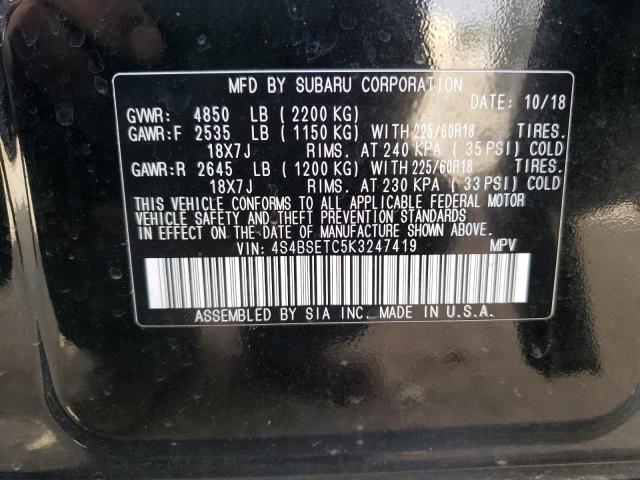 MFD BY SUBARU CORPORATION
DATE: 10/18
GVWR: 4850 LB ( 2200 KG)
GAWR:F 2535 LB ( 1150 KG) WITH 225/60R18 TIRES.
18X7J RIMS. AT 240 KPA ( 35 PSI) COLD
GAWR:R 2645 LB ( 1200 KG) WITH 225/60R18 TIRES.
18X7J RIMS. AT 230 KPA ( 33 PSI) COLD
THIS VEHICLE CONFORMS TO ALL APPLICABLE FEDERAL MOTOR
VEHICLE SAFETY AND THEFT PREVENTION STANDARDS
IN EFFECT ON THE DATE OF MANUFACTURE SHOWN ABOVE.
VIN: 4S4BSETC5K3247419 MPV
ASSEMBLED BY SIA INC. MADE IN U.S.A.